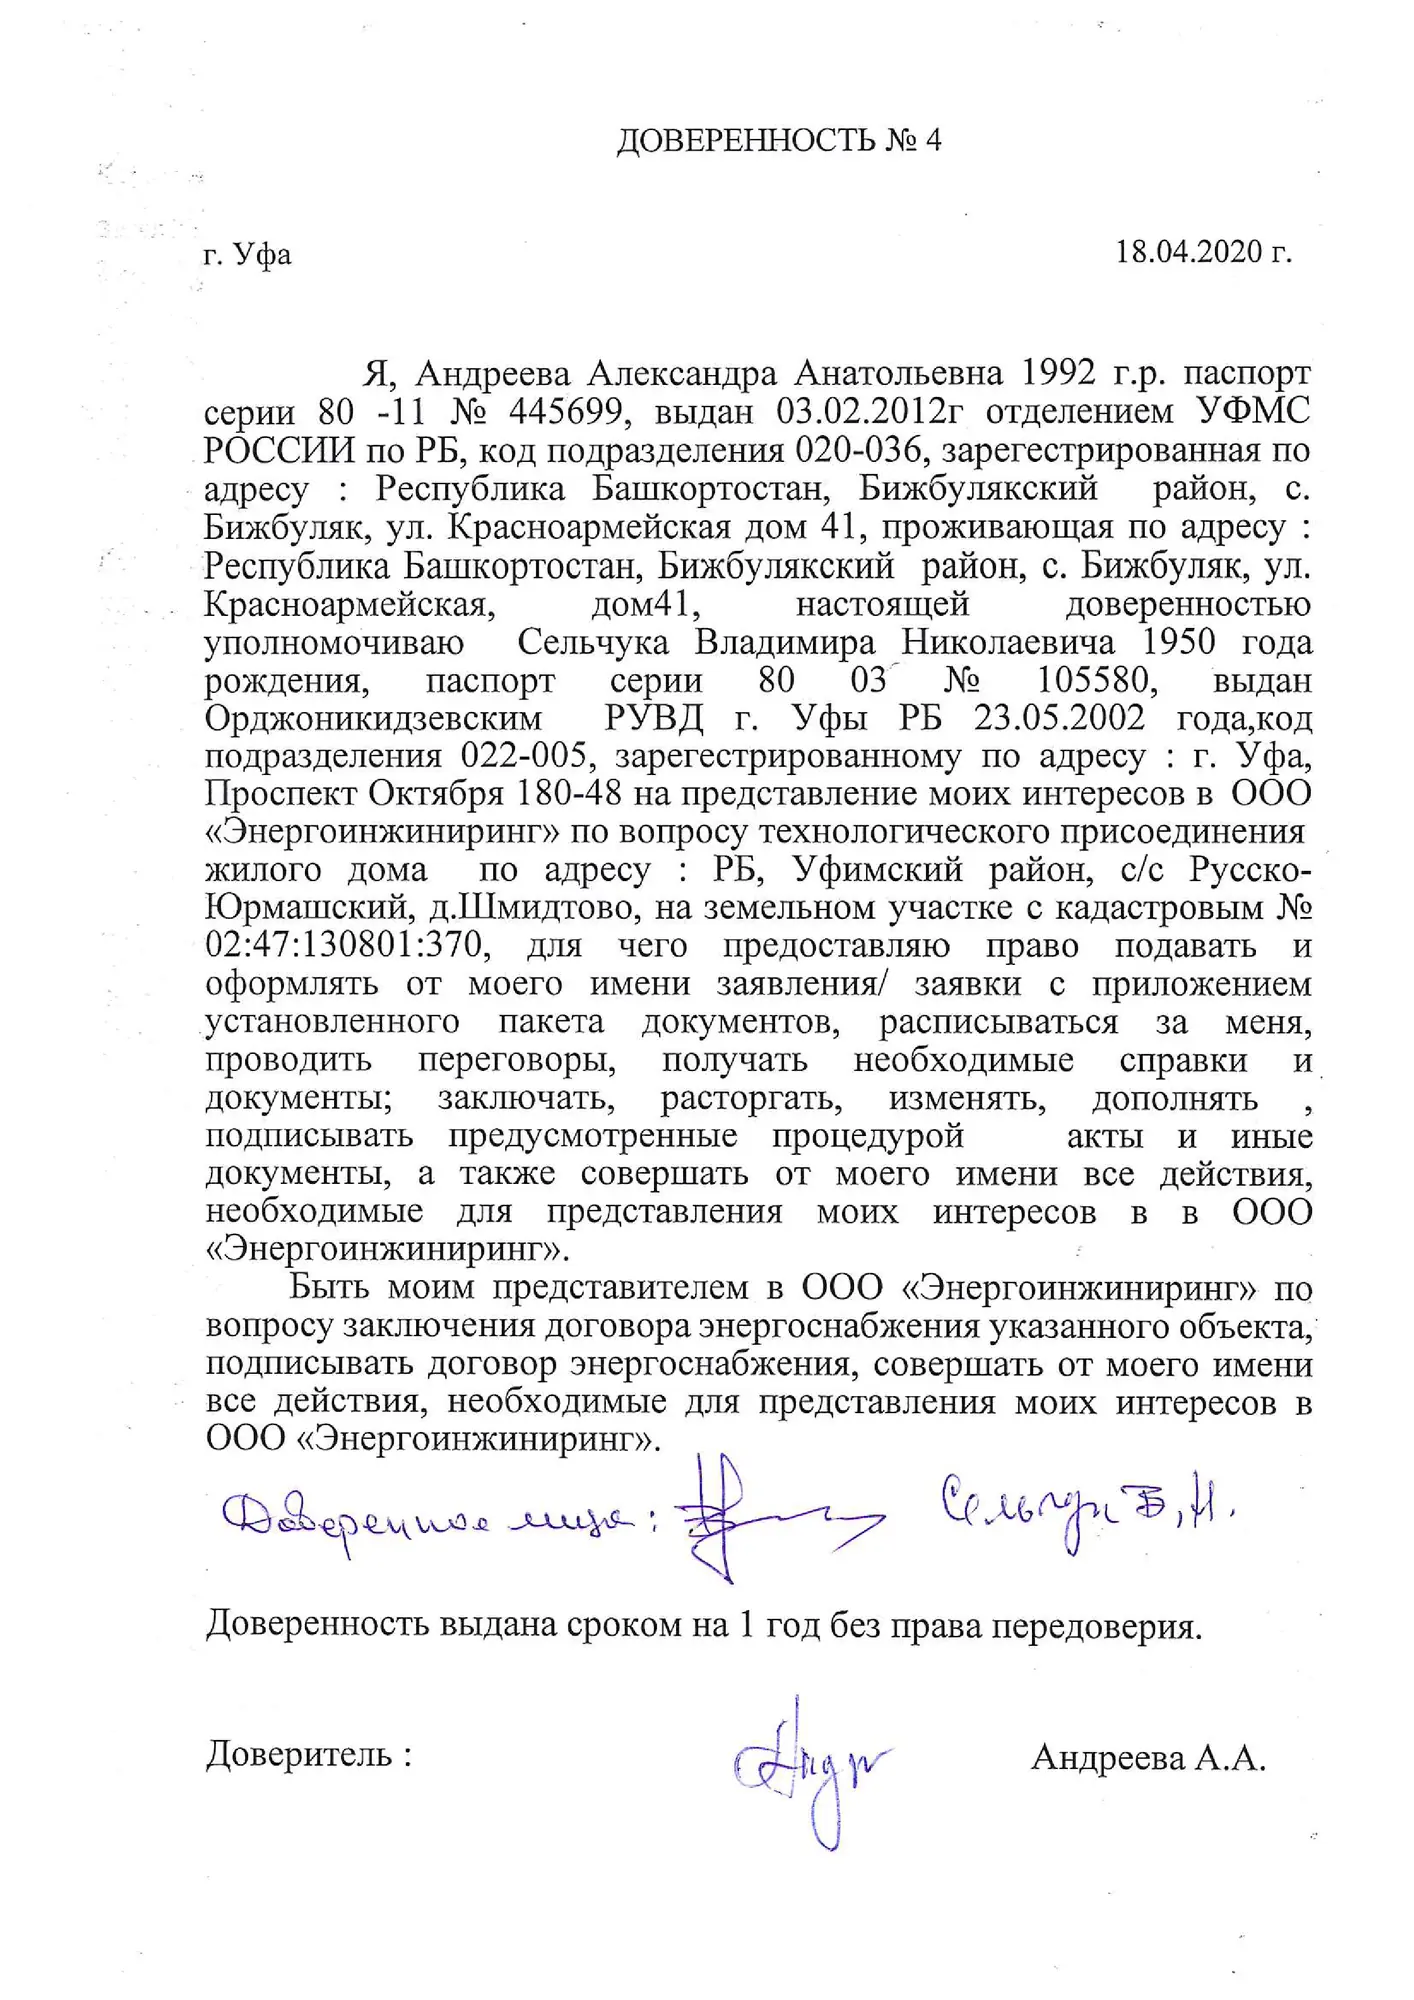 ДОВЕРЕННОСТЬ № 4
г. Уфа 18.04.2020 г.
Я, Андреева Александра Анатольевна 1992 г.р. паспорт
серии 80 -11 № 445699, выдан 03.02.2012г отделением УФМС
РОССИИ по РБ, код подразделения 020-036, зарегестрированная по
адресу : Республика Башкортостан, Бижбулякский район, с.
Бижбуляк, ул. Красноармейская дом 41, проживающая по адресу :
Республика Башкортостан, Бижбулякский район, с. Бижбуляк, ул.
Красноармейская, дом41, настоящей доверенностью
уполномочиваю Сельчука Владимира Николаевича 1950 года
рождения, паспорт серии 80 03 № 105580, выдан
Орджоникидзевским РУВД г. Уфы РБ 23.05.2002 года,код
подразделения 022-005, зарегестрированному по адресу : г. Уфа,
Проспект Октября 180-48 на представление моих интересов в ООО
«Энергоинжиниринг» по вопросу технологического присоединения
жилого дома по адресу : РБ, Уфимский район, с/с Русско-
Юрмашский, д.Шмидтово, на земельном участке с кадастровым №
02:47:130801:370, для чего предоставляю право подавать и
оформлять от моего имени заявления/ заявки с приложением
установленного пакета документов, расписываться за меня,
проводить переговоры, получать необходимые справки и
документы; заключать, расторгать, изменять, дополнять ,
подписывать предусмотренные процедурой акты и иные
документы, а также совершать от моего имени все действия,
необходимые для представления моих интересов в в ООО
«Энергоинжиниринг».
Быть моим представителем в ООО «Энергоинжиниринг» по
вопросу заключения договора энергоснабжения указанного объекта,
подписывать договор энергоснабжения, совершать от моего имени
все действия, необходимые для представления моих интересов в
ООО «Энергоинжиниринг».
Доверенное лицо : Сельчук В.Н.
Доверенность выдана сроком на 1 год без права передоверия.
Доверитель : Андреева А.А.